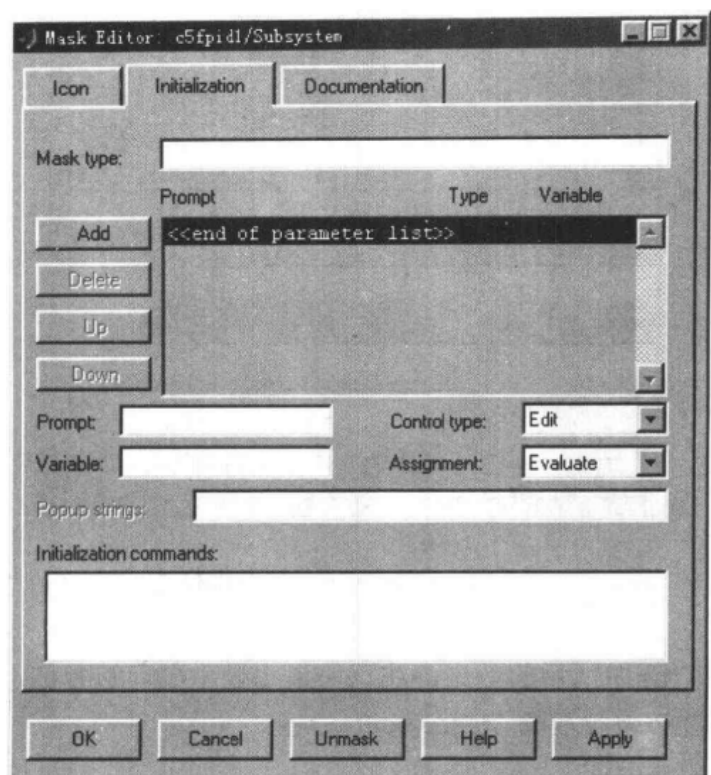 Mask Editor: c5fpid1/Subsystem
Icon Initialization Documentation
Mask type:
Prompt Type Variable
Add <<end of parameter list>>
Delete
Up
Down
Prompt: Control type: Edit
Variable: Assignment: Evaluate
Popup strings:
Initialization commands:
OK Cancel Unmask Help Apply